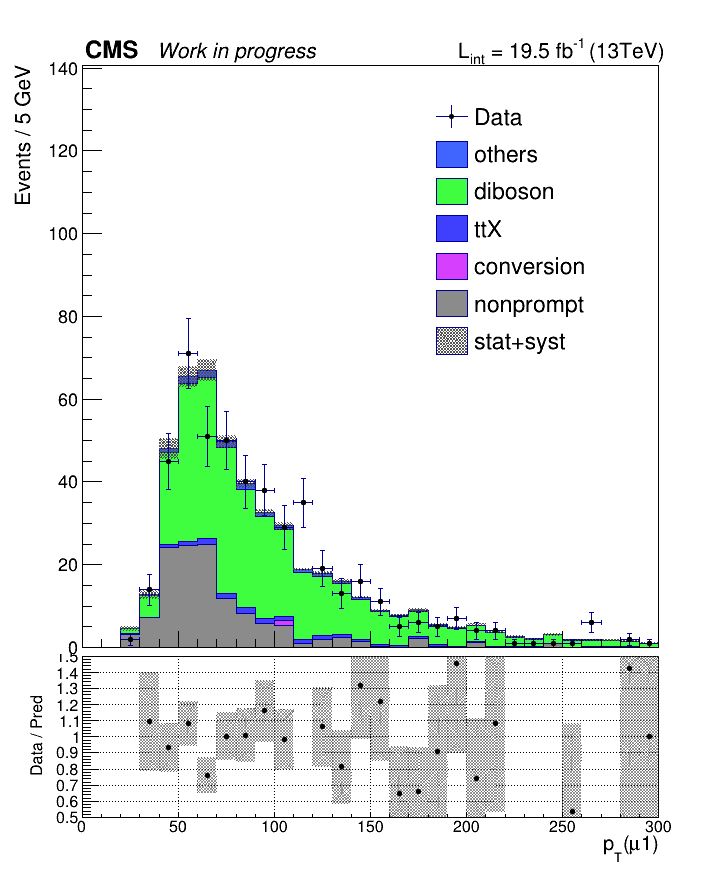 CMS Work in progress L_int = 19.5 fb⁻¹ (13TeV)
Events / 5 GeV
140
120
100
80
60
40
20
0
Data
others
diboson
ttX
conversion
nonprompt
stat+syst
Data / Pred
1.5
1.4
1.3
1.2
1.1
1
0.9
0.8
0.7
0.6
0.5
0 50 100 150 200 250 300
p_T(μ1)